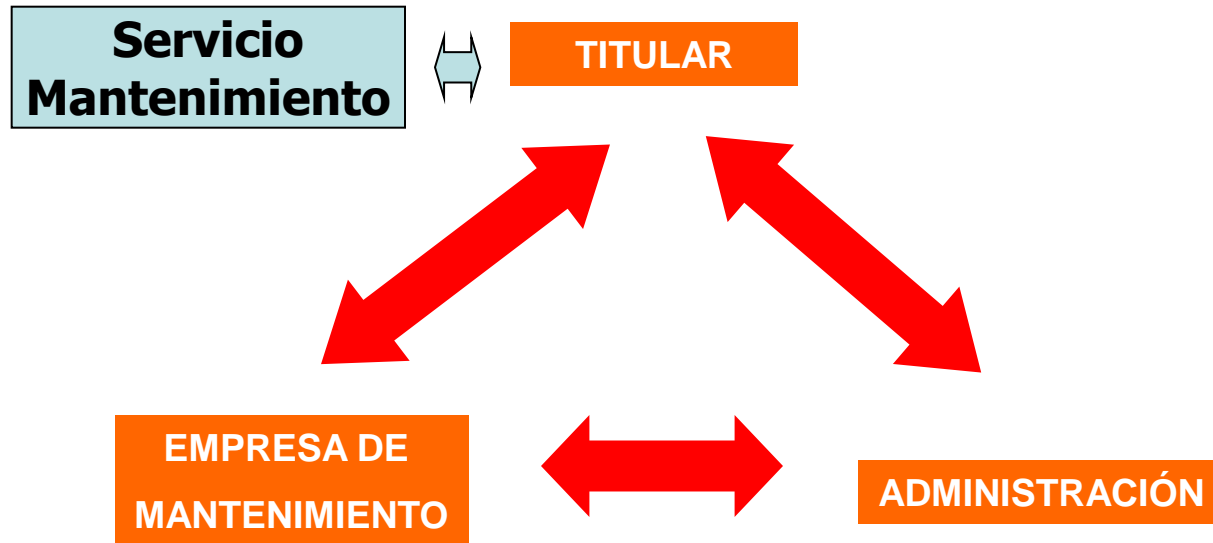 Servicio
Mantenimiento
TITULAR
EMPRESA DE
MANTENIMIENTO
ADMINISTRACIÓN